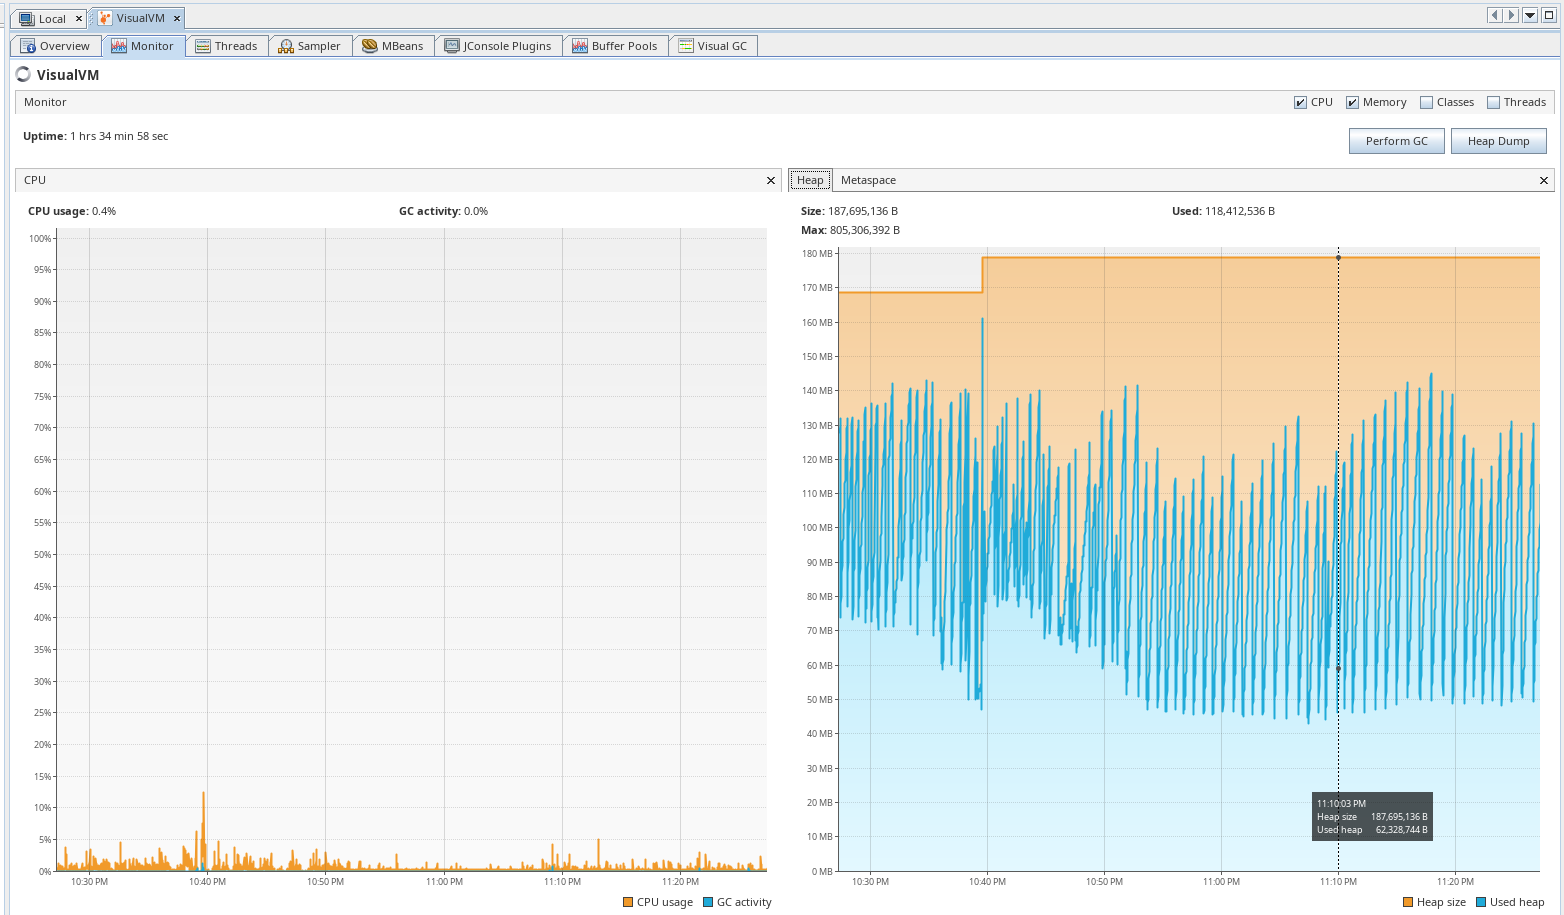 Local VisualVM
Overview Monitor Threads Sampler MBeans JConsole Plugins Buffer Pools Visual GC
VisualVM
Monitor CPU Memory Classes Threads
Uptime: 1 hrs 34 min 58 sec
Perform GC Heap Dump
CPU
CPU usage: 0.4% GC activity: 0.0%
100%
95%
90%
85%
80%
75%
70%
65%
60%
55%
50%
45%
40%
35%
30%
25%
20%
15%
10%
5%
0%
10:30 PM 10:40 PM 10:50 PM 11:00 PM 11:10 PM 11:20 PM
CPU usage GC activity
Heap Metaspace
Size: 187,695,136 B Used: 118,412,536 B
Max: 805,306,392 B
180 MB
170 MB
160 MB
150 MB
140 MB
130 MB
120 MB
110 MB
100 MB
90 MB
80 MB
70 MB
60 MB
50 MB
40 MB
30 MB
20 MB
10 MB
0 MB
11:10:03 PM
Heap size 187,695,136 B
Used heap 62,328,744 B
10:30 PM 10:40 PM 10:50 PM 11:00 PM 11:10 PM 11:20 PM
Heap size Used heap